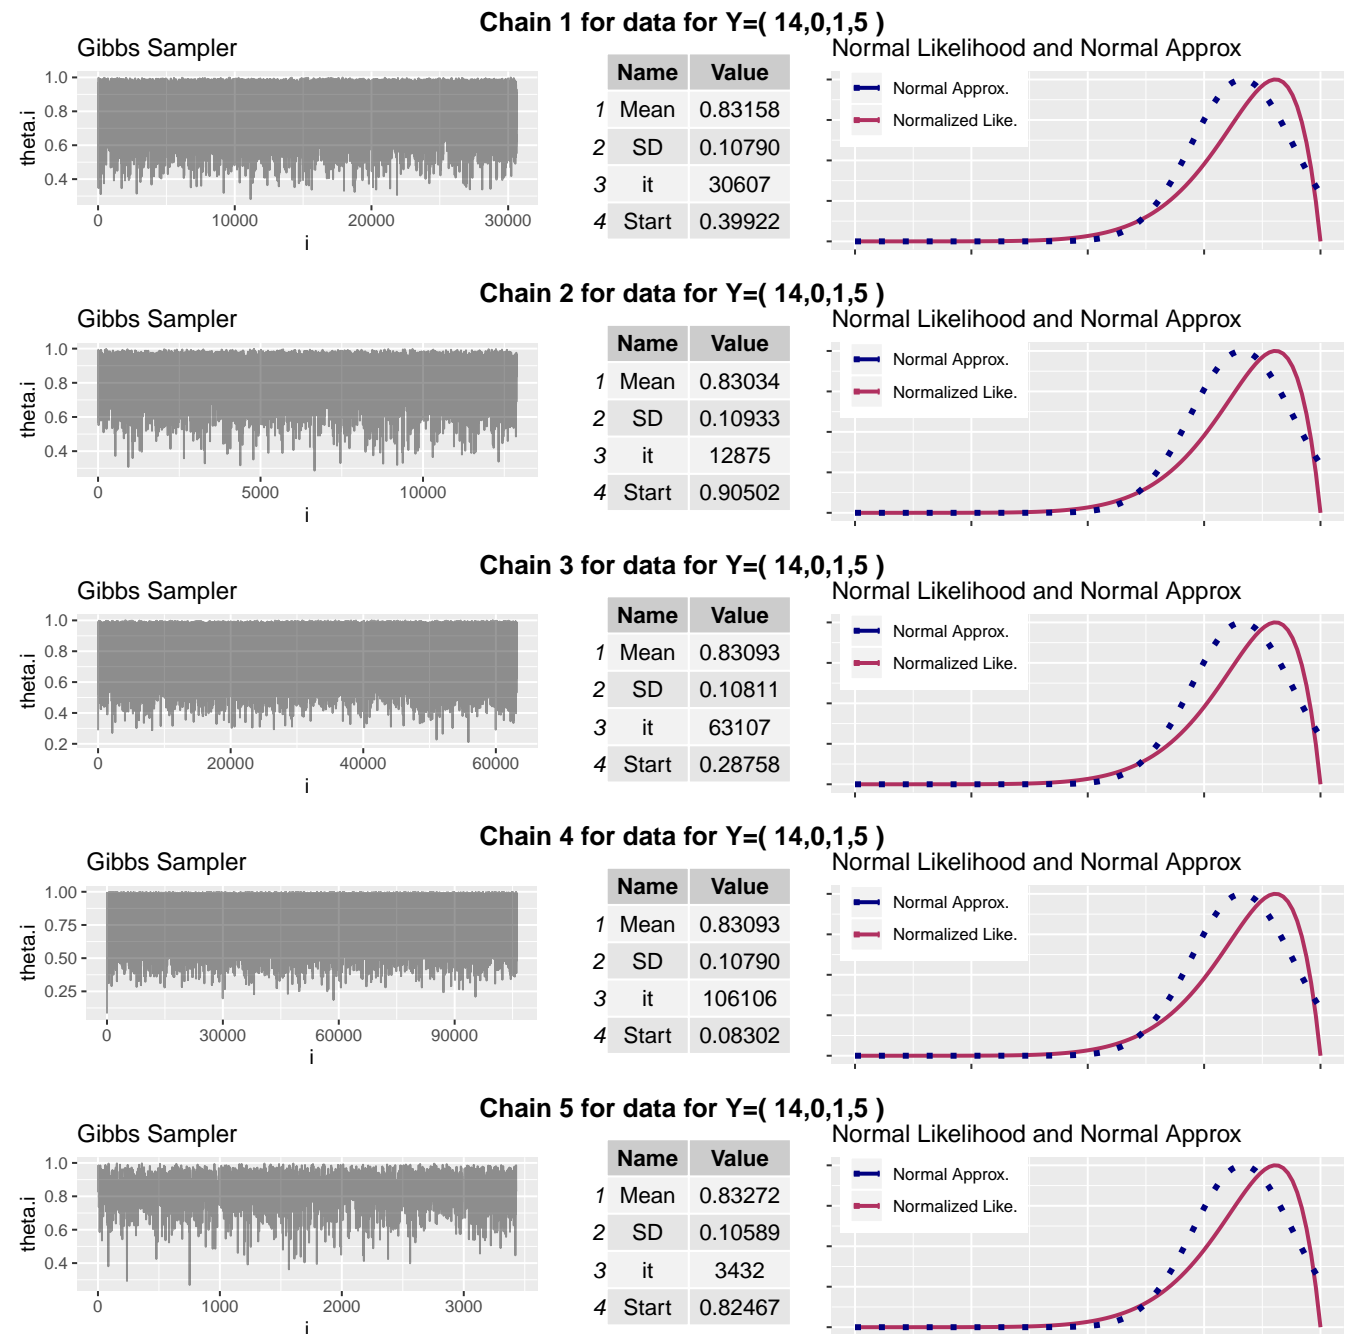 Chain 1 for data for Y=( 14,0,1,5 )
Gibbs Sampler
theta.i
1.0
0.8
0.6
0.4
0 10000 20000 30000
i
Name Value
1 Mean 0.83158
2 SD 0.10790
3 it 30607
4 Start 0.39922
Normal Likelihood and Normal Approx
Normal Approx.
Normalized Like.
Chain 2 for data for Y=( 14,0,1,5 )
Gibbs Sampler
theta.i
1.0
0.8
0.6
0.4
0 5000 10000
i
Name Value
1 Mean 0.83034
2 SD 0.10933
3 it 12875
4 Start 0.90502
Normal Likelihood and Normal Approx
Normal Approx.
Normalized Like.
Chain 3 for data for Y=( 14,0,1,5 )
Gibbs Sampler
theta.i
1.0
0.8
0.6
0.4
0.2
0 20000 40000 60000
i
Name Value
1 Mean 0.83093
2 SD 0.10811
3 it 63107
4 Start 0.28758
Normal Likelihood and Normal Approx
Normal Approx.
Normalized Like.
Chain 4 for data for Y=( 14,0,1,5 )
Gibbs Sampler
theta.i
1.00
0.75
0.50
0.25
0 30000 60000 90000
i
Name Value
1 Mean 0.83093
2 SD 0.10790
3 it 106106
4 Start 0.08302
Normal Likelihood and Normal Approx
Normal Approx.
Normalized Like.
Chain 5 for data for Y=( 14,0,1,5 )
Gibbs Sampler
theta.i
1.0
0.8
0.6
0.4
0 1000 2000 3000
i
Name Value
1 Mean 0.83272
2 SD 0.10589
3 it 3432
4 Start 0.82467
Normal Likelihood and Normal Approx
Normal Approx.
Normalized Like.